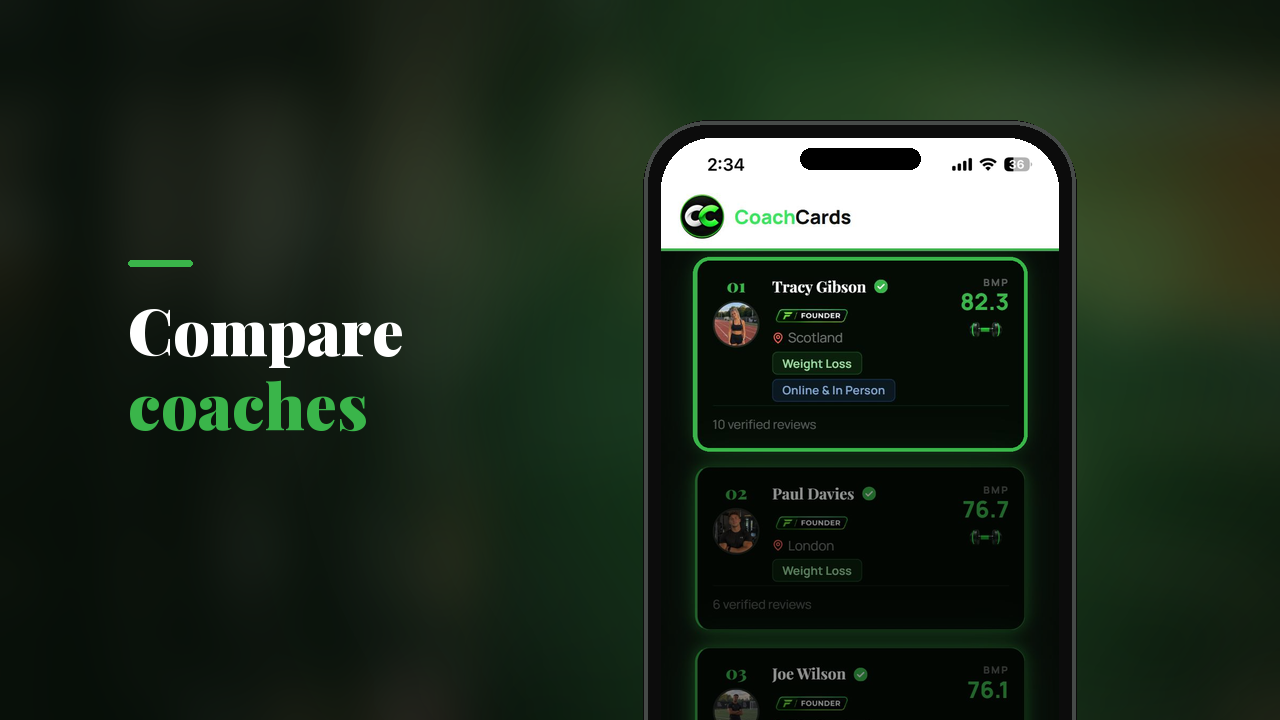 Compare
coaches
2:34
36
CC CoachCards
01 Tracy Gibson BMP
82.3
F / FOUNDER
Scotland
Weight Loss
Online & In Person
10 verified reviews
02 Paul Davies BMP
76.7
F / FOUNDER
London
Weight Loss
6 verified reviews
03 Joe Wilson BMP
76.1
F / FOUNDER